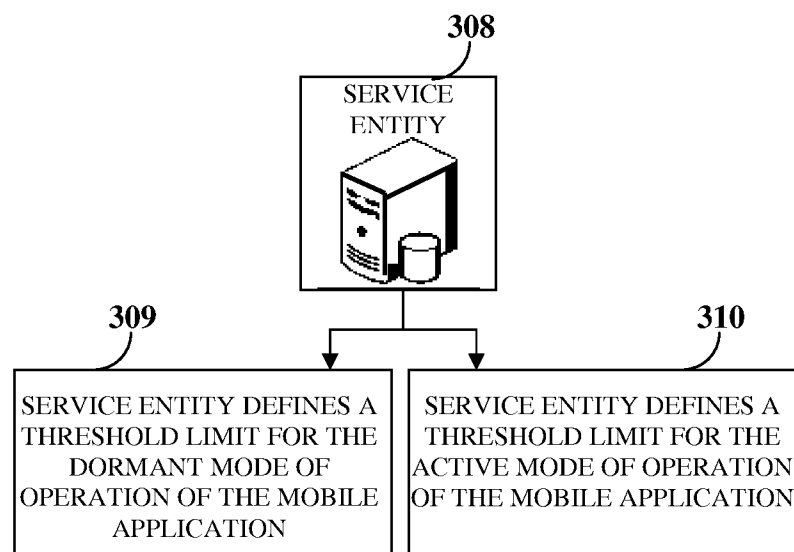 308
SERVICE
ENTITY
309
310
SERVICE ENTITY DEFINES A
THRESHOLD LIMIT FOR THE
DORMANT MODE OF
OPERATION OF THE MOBILE
APPLICATION
SERVICE ENTITY DEFINES A
THRESHOLD LIMIT FOR THE
ACTIVE MODE OF OPERATION
OF THE MOBILE APPLICATION